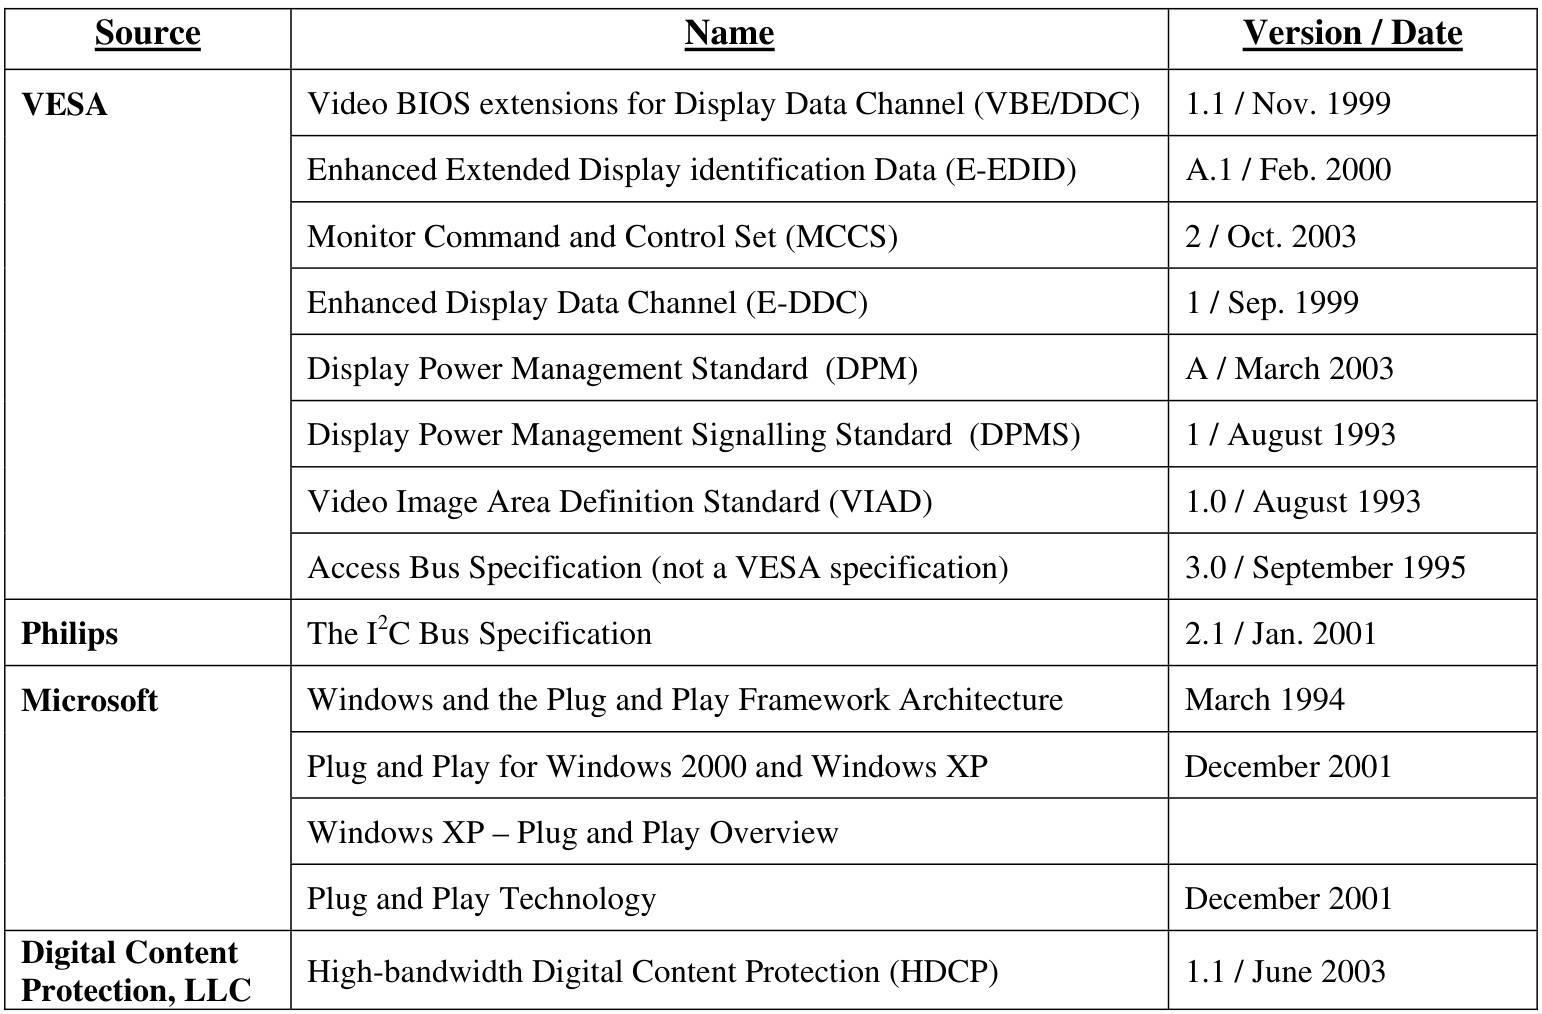 Source Name Version / Date
VESA Video BIOS extensions for Display Data Channel (VBE/DDC) 1.1 / Nov. 1999
Enhanced Extended Display identification Data (E-EDID) A.1 / Feb. 2000
Monitor Command and Control Set (MCCS) 2 / Oct. 2003
Enhanced Display Data Channel (E-DDC) 1 / Sep. 1999
Display Power Management Standard (DPM) A / March 2003
Display Power Management Signalling Standard (DPMS) 1 / August 1993
Video Image Area Definition Standard (VIAD) 1.0 / August 1993
Access Bus Specification (not a VESA specification) 3.0 / September 1995
Philips The I²C Bus Specification 2.1 / Jan. 2001
Microsoft Windows and the Plug and Play Framework Architecture March 1994
Plug and Play for Windows 2000 and Windows XP December 2001
Windows XP – Plug and Play Overview
Plug and Play Technology December 2001
Digital Content
Protection, LLC High-bandwidth Digital Content Protection (HDCP) 1.1 / June 2003